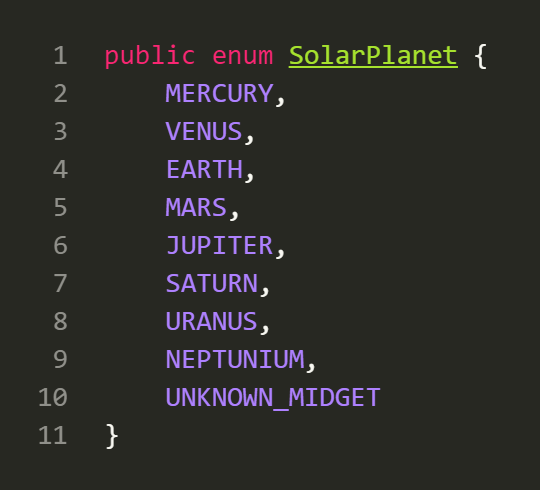 1 public enum SolarPlanet {
2     MERCURY,
3     VENUS,
4     EARTH,
5     MARS,
6     JUPITER,
7     SATURN,
8     URANUS,
9     NEPTUNIUM,
10     UNKNOWN_MIDGET
11 }